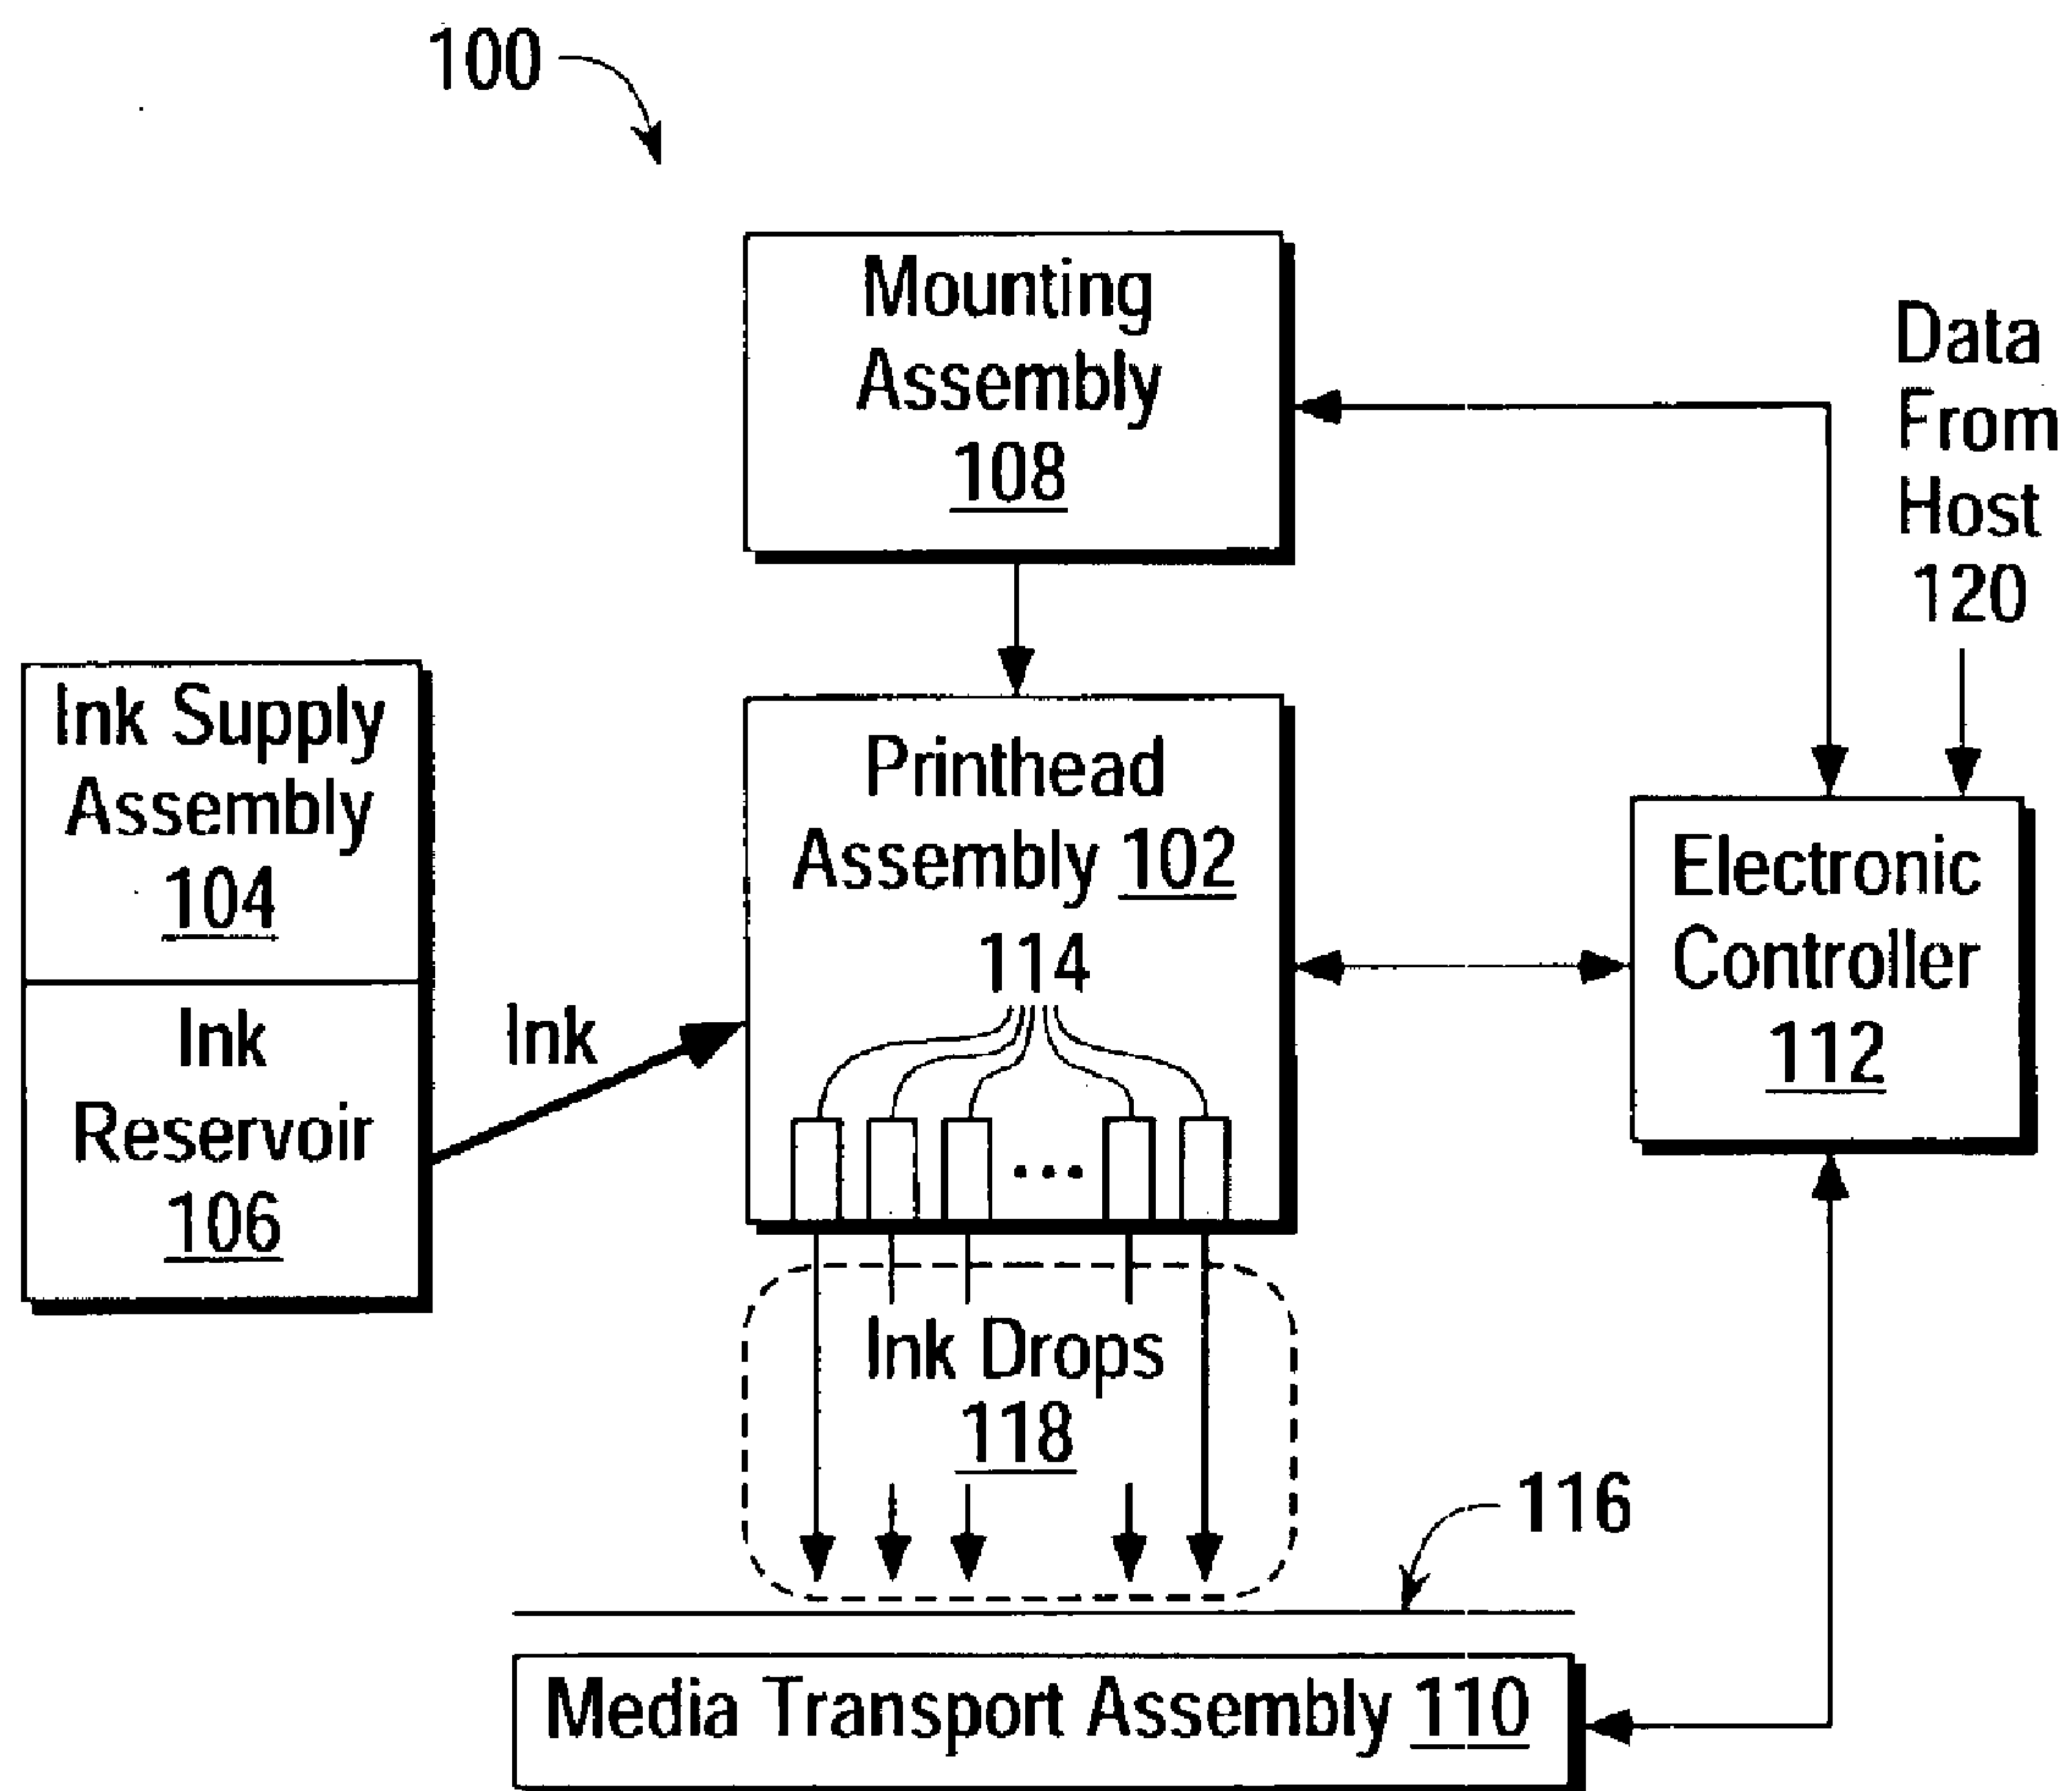 100
Mounting
Assembly
108
Data
From
Host
120
Ink Supply
Assembly
104
Ink
Reservoir
106
Ink
Printhead
Assembly 102
114
...
Electronic
Controller
112
Ink Drops
118
116
Media Transport Assembly 110